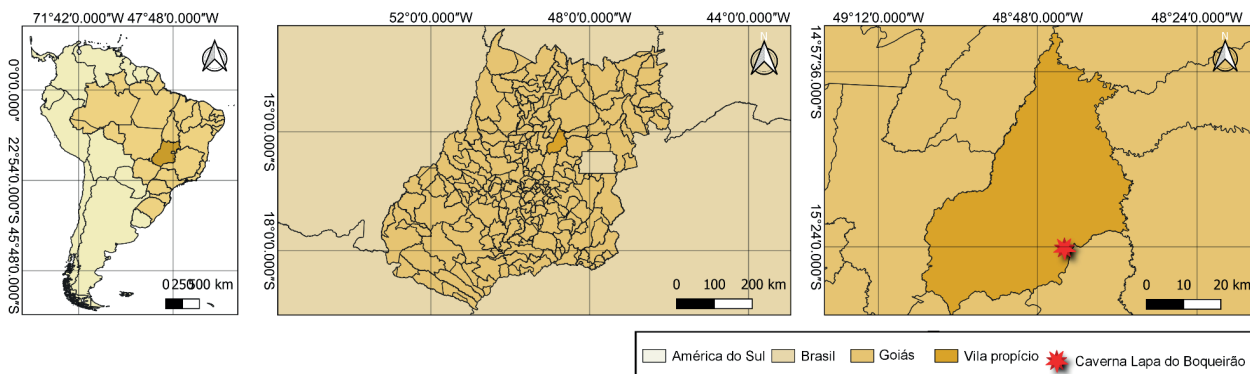 71°42'0.000"W 47°48'0.000"W
0°0'0.000"
22°54'0.000"S
45°48'0.000"S
0 250 500 km
52°0'0.000"W 48°0'0.000"W 44°0'0.000"W
N
15°0'0.000"S
18°0'0.000"S
0 100 200 km
49°12'0.000"W 48°48'0.000"W 48°24'0.000"W
N
14°57'36.000"S
15°24'0.000"S
0 10 20 km
América do Sul Brasil Goiás Vila propício Caverna Lapa do Boqueirão